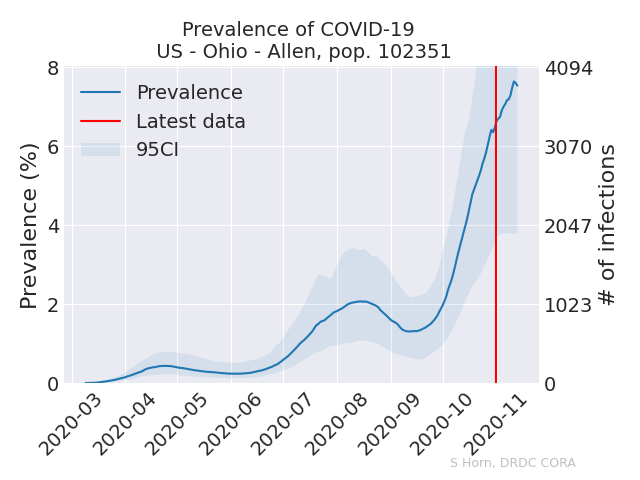 Prevalence of COVID-19
US - Ohio - Allen, pop. 102351
8
6
4
2
0
Prevalence (%)
Prevalence
Latest data
95CI
4094
3070
2047
1023
0
# of infections
2020-03
2020-04
2020-05
2020-06
2020-07
2020-08
2020-09
2020-10
2020-11
S Horn, DRDC CORA